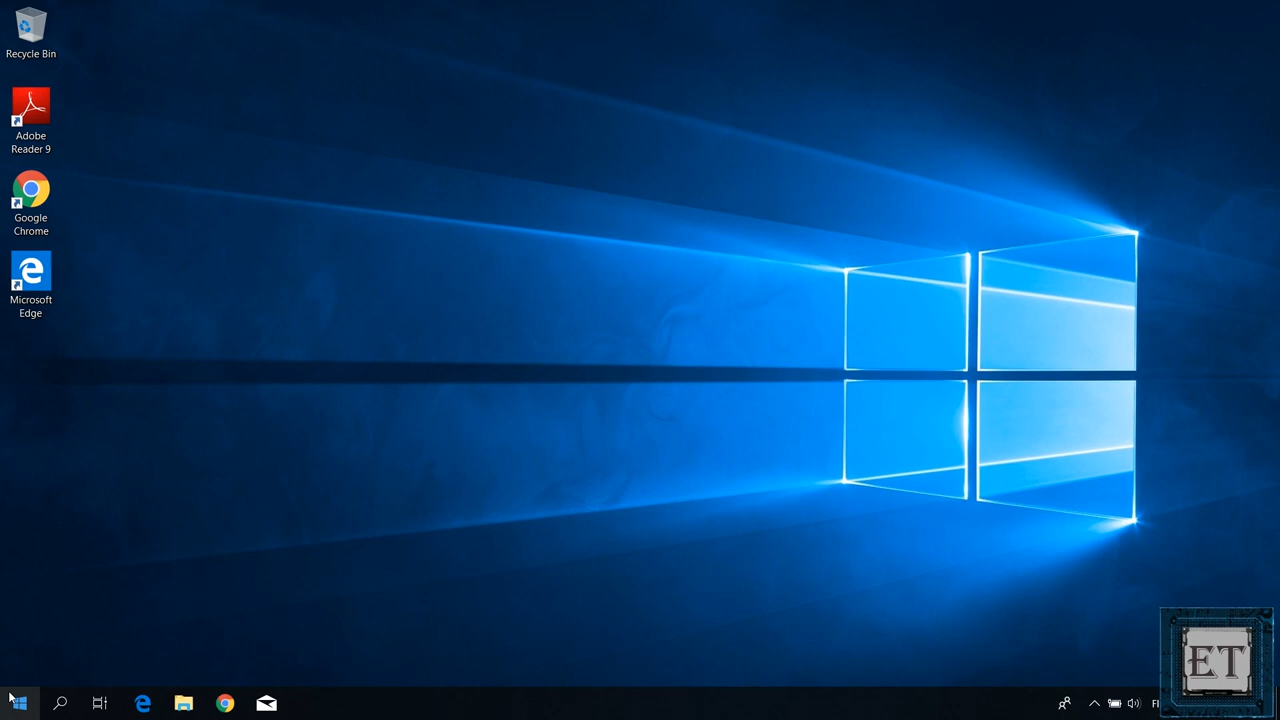 Recycle Bin
Adobe
Reader 9
Google
Chrome
Microsoft
Edge
ET